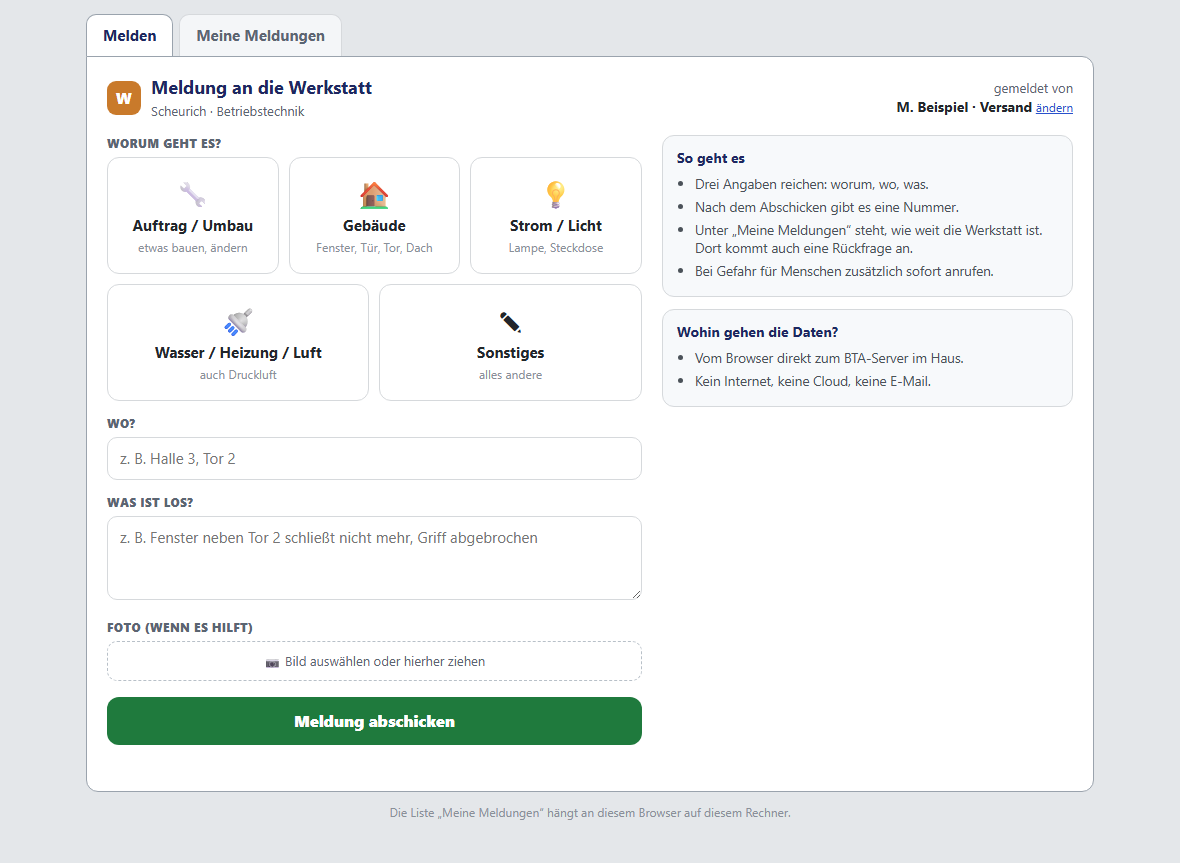 Melden
Meine Meldungen
W
Meldung an die Werkstatt
Scheurich · Betriebstechnik
gemeldet von
M. Beispiel · Versand ändern
WORUM GEHT ES?
Auftrag / Umbau
etwas bauen, ändern
Gebäude
Fenster, Tür, Tor, Dach
Strom / Licht
Lampe, Steckdose
Wasser / Heizung / Luft
auch Druckluft
Sonstiges
alles andere
WO?
z. B. Halle 3, Tor 2
WAS IST LOS?
z. B. Fenster neben Tor 2 schließt nicht mehr, Griff abgebrochen
FOTO (WENN ES HILFT)
Bild auswählen oder hierher ziehen
Meldung abschicken
So geht es
Drei Angaben reichen: worum, wo, was.
Nach dem Abschicken gibt es eine Nummer.
Unter „Meine Meldungen“ steht, wie weit die Werkstatt ist.
Dort kommt auch eine Rückfrage an.
Bei Gefahr für Menschen zusätzlich sofort anrufen.
Wohin gehen die Daten?
Vom Browser direkt zum BTA-Server im Haus.
Kein Internet, keine Cloud, keine E-Mail.
Die Liste „Meine Meldungen“ hängt an diesem Browser auf diesem Rechner.